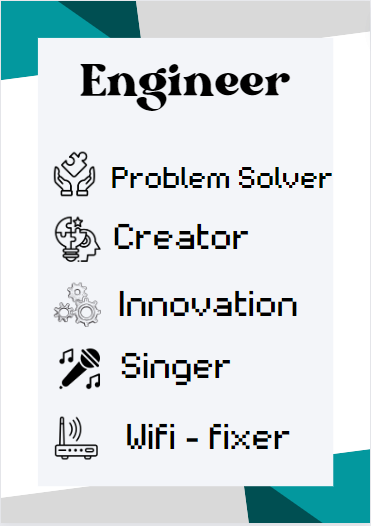 Engineer
Problem Solver
Creator
Innovation
Singer
Wifi - fixer